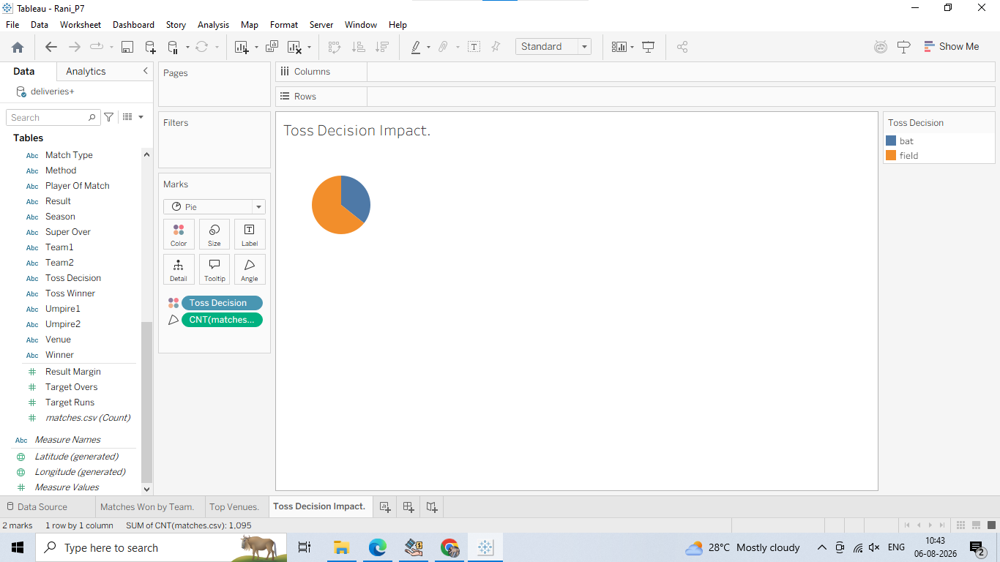 Tableau - Rani_P7
File Data Worksheet Dashboard Story Analysis Map Format Server Window Help
Standard
Show Me
Data Analytics
deliveries+
Search
Tables
Abc Match Type
Abc Method
Abc Player Of Match
Abc Result
Abc Season
Abc Super Over
Abc Team1
Abc Team2
Abc Toss Decision
Abc Toss Winner
Abc Umpire1
Abc Umpire2
Abc Venue
Abc Winner
# Result Margin
# Target Overs
# Target Runs
# matches.csv (Count)
Abc Measure Names
Latitude (generated)
Longitude (generated)
# Measure Values
Pages
Filters
Marks
Pie
Color Size Label
Detail Tooltip Angle
Toss Decision
CNT(matches...
Columns
Rows
Toss Decision Impact.
Toss Decision
bat
field
Data Source Matches Won by Team. Top Venues. Toss Decision Impact.
2 marks 1 row by 1 column SUM of CNT(matches.csv): 1,095
Type here to search
28°C Mostly cloudy
ENG
10:43
06-08-2026
2